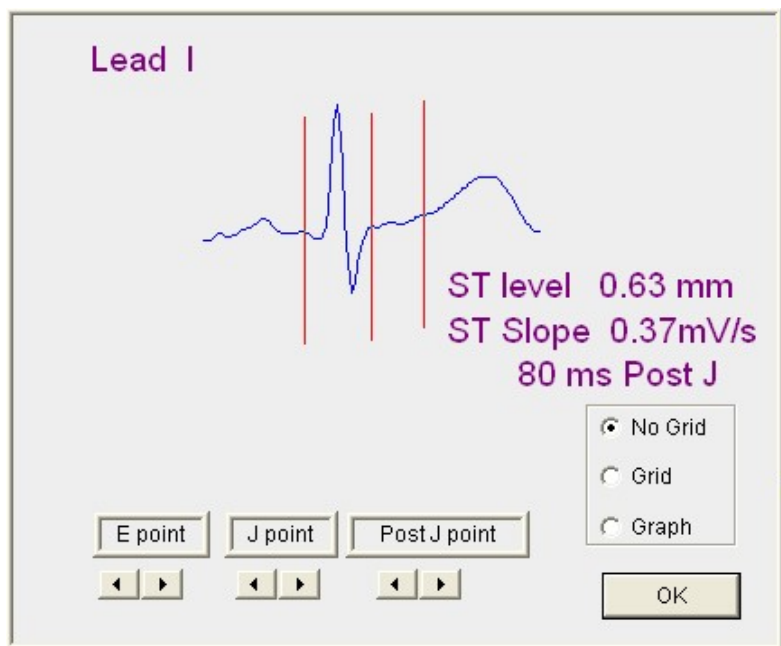 Lead I
ST level 0.63 mm
ST Slope 0.37mV/s
80 ms Post J
No Grid
Grid
Graph
E point J point Post J point
OK